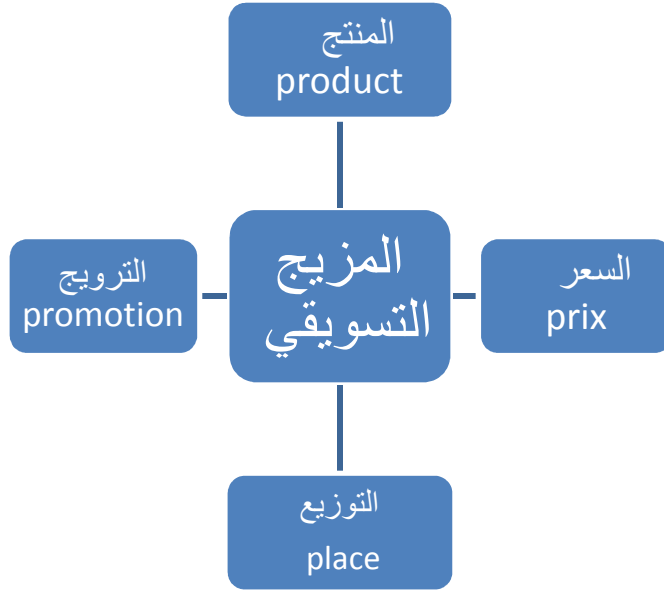 المنتج
product
المزيج
التسويقي
السعر
prix
الترويج
promotion
التوزيع
place